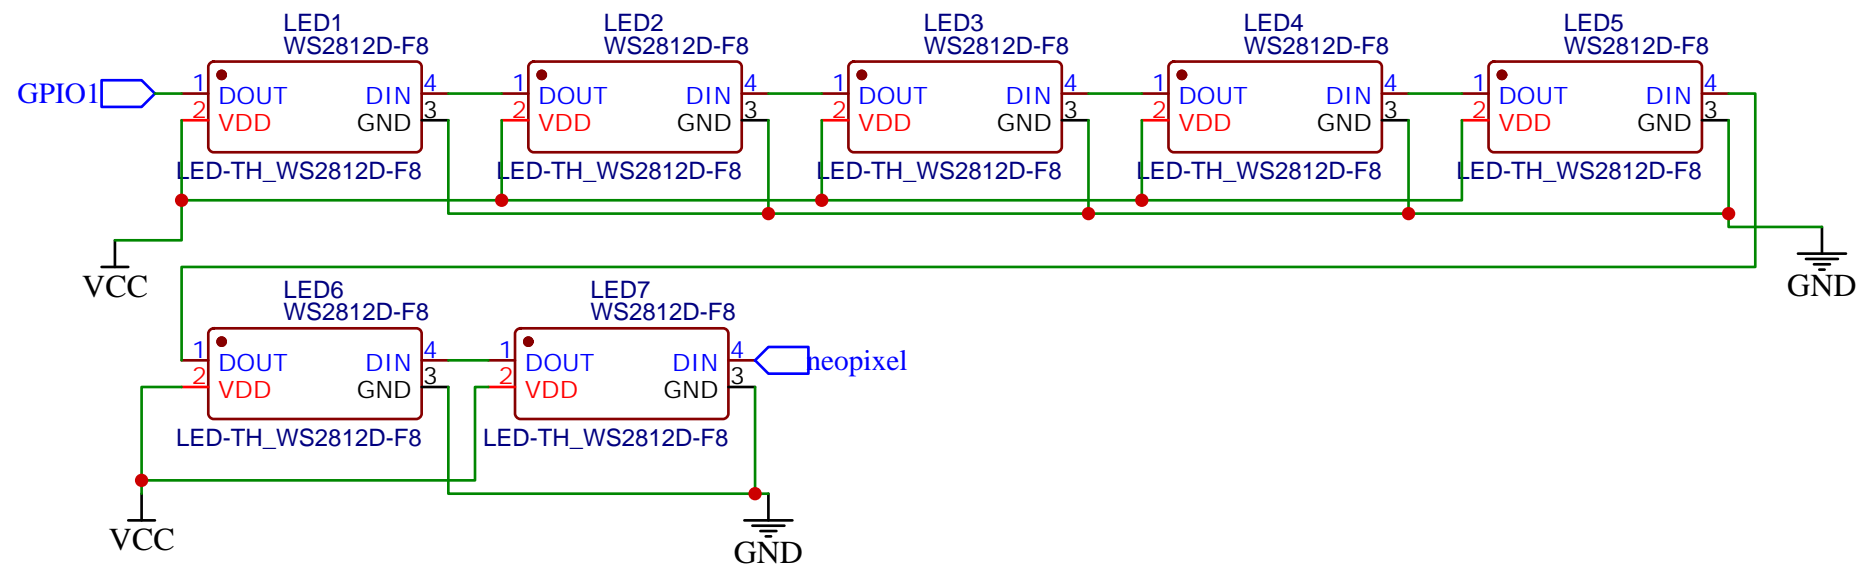 LED1
WS2812D-F8
LED2
WS2812D-F8
LED3
WS2812D-F8
LED4
WS2812D-F8
LED5
WS2812D-F8
GPIO1
1 DOUT DIN 4
2 VDD GND 3
LED-TH_WS2812D-F8
1 DOUT DIN 4
2 VDD GND 3
LED-TH_WS2812D-F8
1 DOUT DIN 4
2 VDD GND 3
LED-TH_WS2812D-F8
1 DOUT DIN 4
2 VDD GND 3
LED-TH_WS2812D-F8
1 DOUT DIN 4
2 VDD GND 3
LED-TH_WS2812D-F8
VCC
GND
LED6
WS2812D-F8
LED7
WS2812D-F8
1 DOUT DIN 4
2 VDD GND 3
LED-TH_WS2812D-F8
1 DOUT DIN 4
2 VDD GND 3
LED-TH_WS2812D-F8
neopixel
VCC
GND